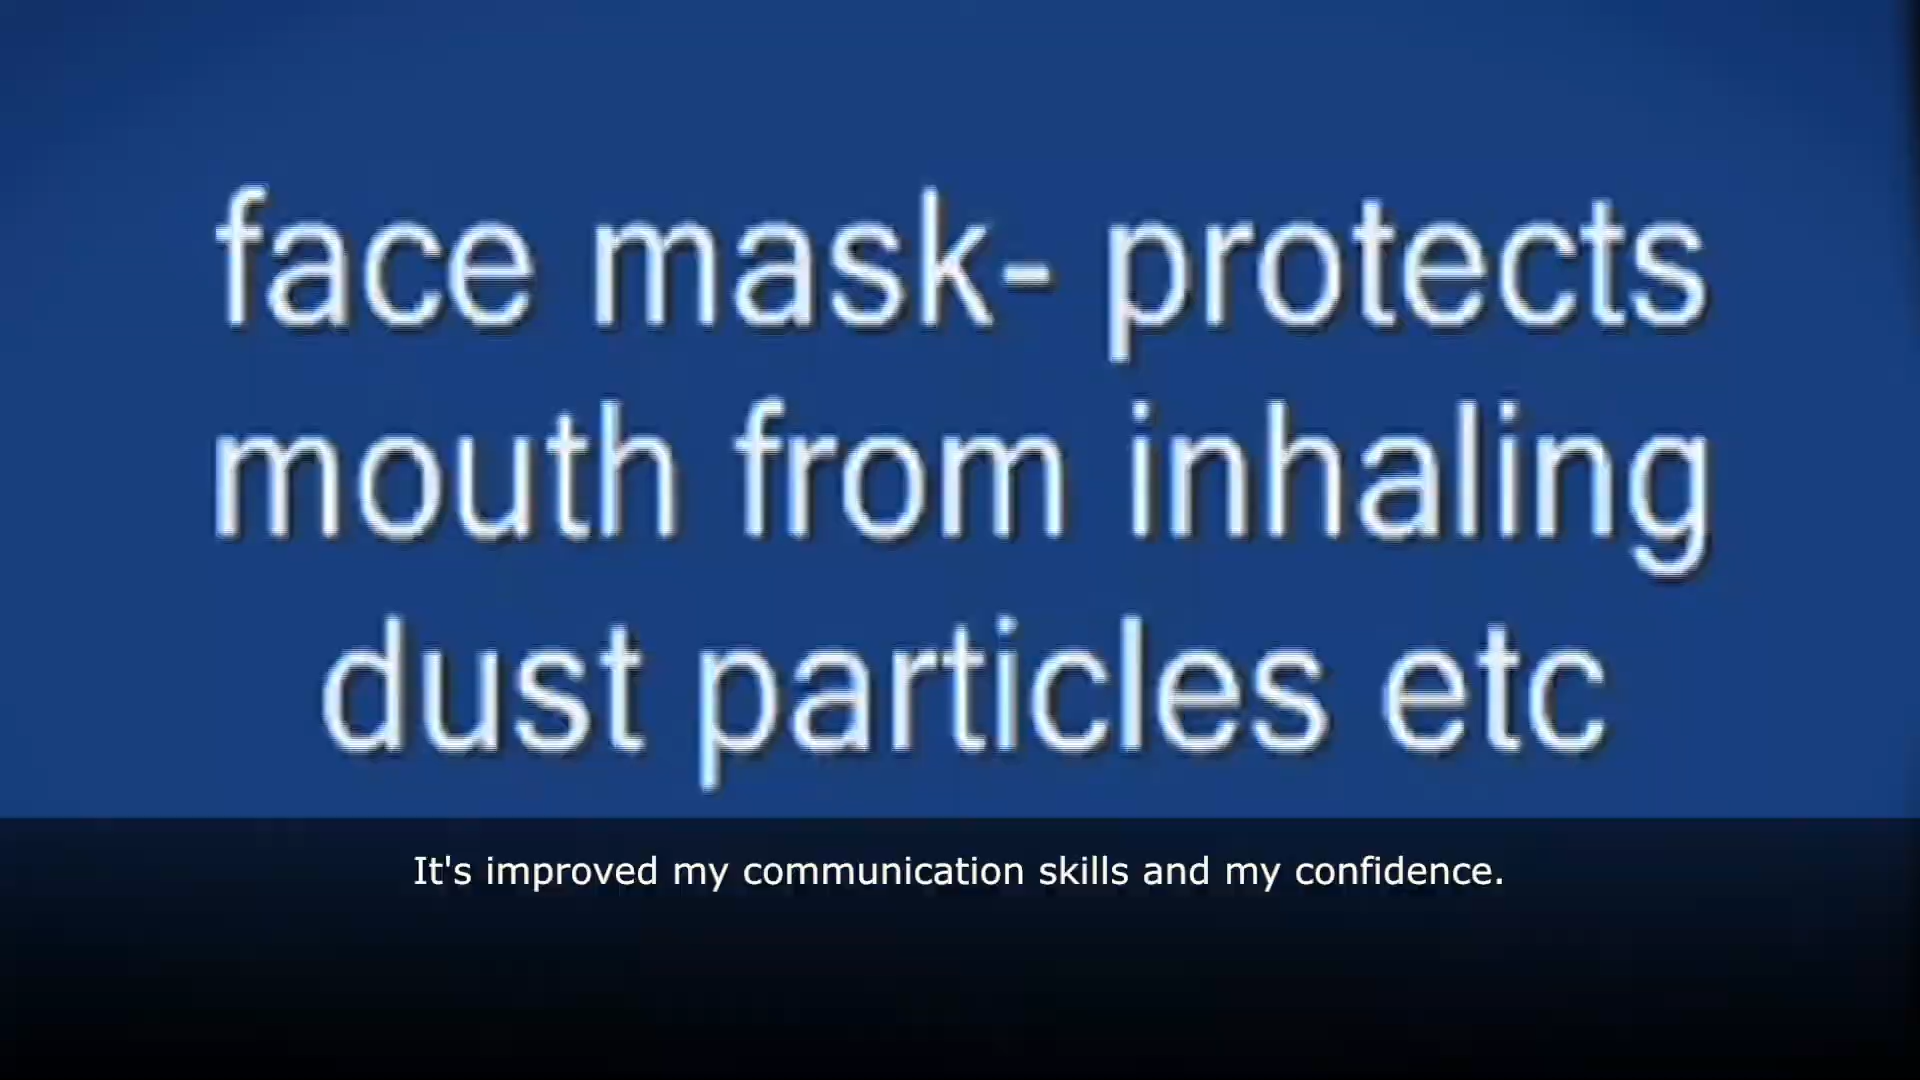 face mask- protects
mouth from inhaling
dust particles etc
It's improved my communication skills and my confidence.